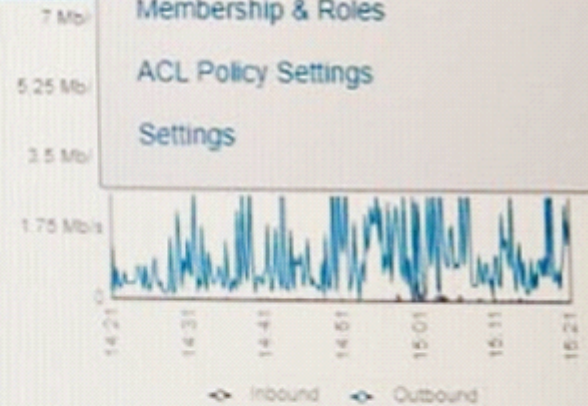 7 Mb/
Membership & Roles
5.25 Mb/
ACL Policy Settings
3.5 Mb/
Settings
1.75 Mb/s
0
14:21
14:31
14:41
14:51
15:01
15:11
15:21
Inbound
Outbound